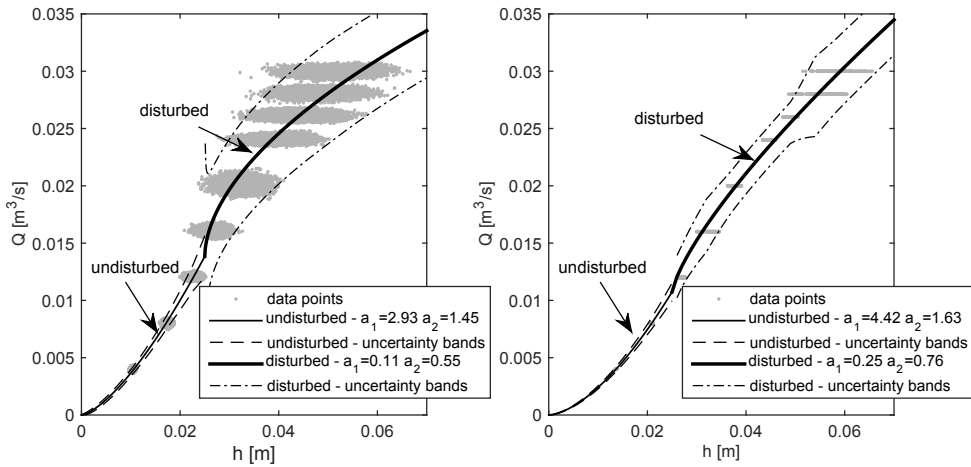 Q [m³/s]
0.035
0.03
0.025
0.02
0.015
0.01
0.005
0
disturbed
undisturbed
data points
undisturbed - a₁=2.93 a₂=1.45
undisturbed - uncertainty bands
disturbed - a₁=0.11 a₂=0.55
disturbed - uncertainty bands
0 0.02 0.04 0.06
h [m]
Q [m³/s]
0.035
0.03
0.025
0.02
0.015
0.01
0.005
0
disturbed
undisturbed
data points
undisturbed - a₁=4.42 a₂=1.63
undisturbed - uncertainty bands
disturbed - a₁=0.25 a₂=0.76
disturbed - uncertainty bands
0 0.02 0.04 0.06
h [m]